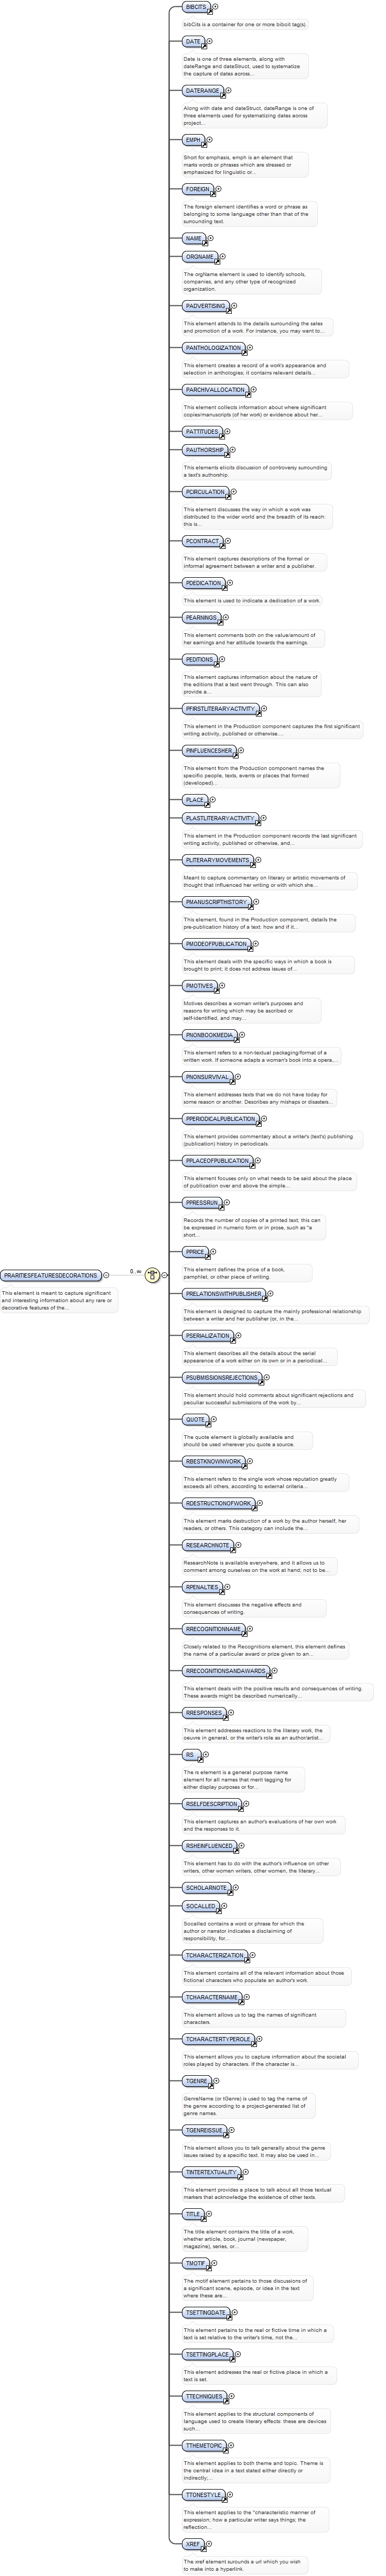 BIBCITS
bibCits is a container for one or more bibcit tag(s).
DATE
Date is one of three elements, along with
dateRange and dateStruct, used to systematize
the capture of dates across...
DATERANGE
Along with date and dateStruct, dateRange is one of
three elements used for systematizing dates across
project...
EMPH
Short for emphasis, emph is an element that
marks words or phrases which are stressed or
emphasized for linguistic or...
FOREIGN
The foreign element identifies a word or phrase as
belonging to some language other than that of the
surrounding text.
NAME
ORGNAME
The orgName element is used to identify schools,
companies, and any other type of recognized
organization.
PADVERTISING
This element attends to the details surrounding the sales
and promotion of a work. For instance, you may want to...
PANTHOLOGIZATION
This element creates a record of a work's appearance and
selection in anthologies; it contains relevant details...
PARCHIVALLOCATION
This element collects information about where significant
copies/manuscripts (of her work) or evidence about her...
PATTITUDES
PAUTHORSHIP
This elements elicits discussion of controversy surrounding
a text's authorship.
PCIRCULATION
This element discusses the way in which a work was
distributed to the wider world and the breadth of its reach:
this is...
PCONTRACT
This element captures descriptions of the formal or
informal agreement between a writer and a publisher.
PDEDICATION
This element is used to indicate a dedication of a work.
PEARNINGS
This element comments both on the value/amount of
her earnings and her attitude towards the earnings.
PEDITIONS
This element captures information about the nature of
the editions that a text went through. This can also
provide a...
PFIRSTLITERARYACTIVITY
This element in the Production component captures the first significant
writing activity, published or otherwise....
PINFLUENCESHER
This element from the Production component names the
specific people, texts, events or places that formed
(developed)...
PLACE
PLASTLITERARYACTIVITY
This element in the Production component records the last significant
writing activity, published or otherwise, and...
PLITERARYMOVEMENTS
Meant to capture commentary on literary or artistic movements of
thought that influenced her writing or with which she...
PMANUSCRIPTHISTORY
This element, found in the Production component, details the
pre-publication history of a text: how and if it...
PMODEOFPUBLICATION
This element deals with the specific ways in which a book is
brought to print; it does not address issues of...
PMOTIVES
Motives describes a woman writer's purposes and
reasons for writing which may be ascribed or
self-identified, and may...
PNONBOOKMEDIA
This element refers to a non-textual packaging/format of a
written work. If someone adapts a woman's book into a opera,...
PNONSURVIVAL
This element addresses texts that we do not have today for
some reason or another. Describes any mishaps or disasters...
PPERIODICALPUBLICATION
This element provides commentary about a writer's (text's) publishing
(publication) history in periodicals.
PPLACEOFPUBLICATION
This element focuses only on what needs to be said about the place
of publication over and above the simple...
PPRESSRUN
Records the number of copies of a printed text; this can
be expressed in numeric form or in prose, such as "a
short...
PPRICE
This element defines the price of a book,
pamphlet, or other piece of writing.
PRARITIESFEATURESDECORATIONS
0..∞
This element is meant to capture significant
and interesting information about any rare or
decorative features of the...
PRELATIONSWITHPUBLISHER
This element is designed to capture the mainly professional relationship
between a writer and her publisher (or, in the...
PSERIALIZATION
This element describes all the details about the serial
appearance of a work either on its own or in a periodical...
PSUBMISSIONSREJECTIONS
This element should hold comments about significant rejections and
peculiar successful submissions of the work by...
QUOTE
The quote element is globally available and
should be used wherever you quote a source.
RBESTKNOWNWORK
This element refers to the single work whose reputation greatly
exceeds all others, according to external criteria...
RDESTRUCTIONOFWORK
This element marks destruction of a work by the author herself, her
readers, or others. This category can include the...
RESEARCHNOTE
ResearchNote is available everywhere, and it allows us to
comment among ourselves on the work at hand, not to be...
RPENALTIES
This element discusses the negative effects and
consequences of writing.
RRECOGNITIONNAME
Closely related to the Recognitions element, this element defines
the name of a particular award or prize given to an...
RRECOGNITIONSANDAWARDS
This element deals with the positive results and consequences of writing.
These awards might be described numerically...
RRESPONSES
This element addresses reactions to the literary work, the
oeuvre in general, or the writer's role as an author/artist...
RS
The rs element is a general purpose name
element for all names that merit tagging for
either display purposes or for...
RSELFDESCRIPTION
This element captures an author's evaluations of her own work
and the responses to it.
RSHEINFLUENCED
This element has to do with the author's influence on other
writers, other women writers, other women, the literary...
SCHOLARNOTE
SOCALLED
Socalled contains a word or phrase for which the
author or narrator indicates a disclaiming of
responsibility, for...
TCHARACTERIZATION
This element contains all of the relevant information about those
fictional characters who populate an author's work.
TCHARACTERNAME
This element allows us to tag the names of significant
characters.
TCHARACTERTYPEROLE
This element allows you to capture information about the societal
roles played by characters. If the character is...
TGENRE
GenreName (or tGenre) is used to tag the name of
the genre according to a project-generated list of
genre names.
TGENREISSUE
This element allows you to talk generally about the genre
issues raised by a specific text. It may also be used in...
TINTERTEXTUALITY
This element provides a place to talk about all those textual
markers that acknowledge the existence of other texts.
TITLE
The title element contains the title of a work,
whether article, book, journal (newspaper,
magazine), series, or...
TMOTIF
The motif element pertains to those discussions of
a significant scene, episode, or idea in the text
where these are...
TSETTINGDATE
This element pertains to the real or fictive time in which a
text is set relative to the writer's time, not the...
TSETTINGPLACE
This element addresses the real or fictive place in which a
text is set.
TTECHNIQUES
This element applies to the structural components of
language used to create literary effects: these are devices
such...
TTHEMETOPIC
This element applies to both theme and topic. Theme is
the central idea in a text stated either directly or
indirectly;...
TTONESTYLE
This element applies to the "characteristic manner of
expression; how a particular writer says things; the
reflection...
XREF
The xref element surounds a url which you wish
to make into a hyperlink.